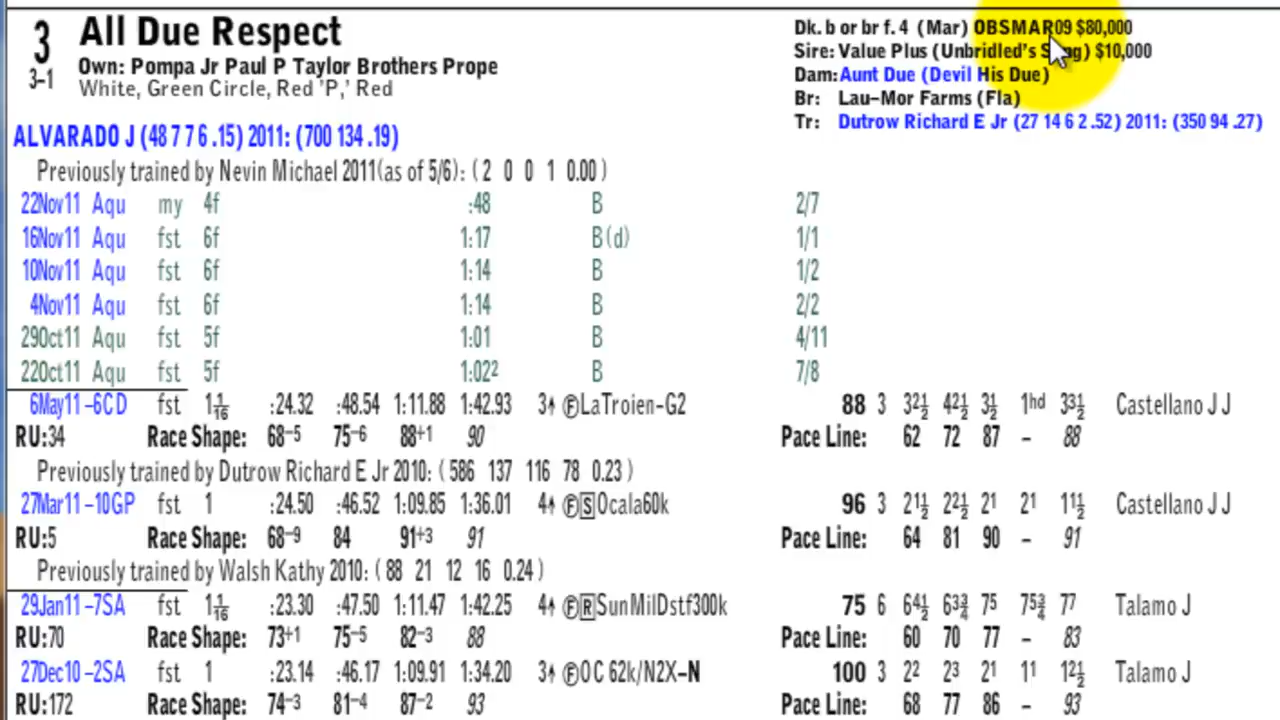 3 All Due Respect Dk. b or br f. 4 (Mar) OBSMAR09 $80,000
3-1 Own: Pompa Jr Paul P Taylor Brothers Prope Sire: Value Plus (Unbridled's Song) $10,000
White, Green Circle, Red 'P,' Red Dam: Aunt Due (Devil His Due)
Br: Lau-Mor Farms (Fla)
ALVARADO J (48 7 7 6 .15) 2011: (700 134 .19) Tr: Dutrow Richard E Jr (27 14 6 2 .52) 2011: (350 94 .27)
Previously trained by Nevin Michael 2011(as of 5/6): ( 2 0 0 1 0.00 )
22Nov11 Aqu my 4f :48 B 2/7
16Nov11 Aqu fst 6f 1:17 B(d) 1/1
10Nov11 Aqu fst 6f 1:14 B 1/2
4Nov11 Aqu fst 6f 1:14 B 2/2
29Oct11 Aqu fst 5f 1:01 B 4/11
22Oct11 Aqu fst 5f 1:02² B 7/8
6May11-6CD fst 1 1/16 :24.32 :48.54 1:11.88 1:42.93 3↑ ⒻLaTroien-G2 88 3 32½ 42½ 3½ 1hd 33½ Castellano J J
RU:34 Race Shape: 68-5 75-6 88+1 90 Pace Line: 62 72 87 - 88
Previously trained by Dutrow Richard E Jr 2010: ( 586 137 116 78 0.23 )
27Mar11-10GP fst 1 :24.50 :46.52 1:09.85 1:36.01 4↑ Ⓕ🅂Ocala60k 96 3 21½ 22½ 21 21 11½ Castellano J J
RU:5 Race Shape: 68-9 84 91+3 91 Pace Line: 64 81 90 - 91
Previously trained by Walsh Kathy 2010: ( 88 21 12 16 0.24 )
29Jan11-7SA fst 1 1/16 :23.30 :47.50 1:11.47 1:42.25 4↑ Ⓕ🅁SunMilDstf300k 75 6 64½ 63¾ 75 75¾ 77 Talamo J
RU:70 Race Shape: 73+1 75-5 82-3 88 Pace Line: 60 70 77 - 83
27Dec10-2SA fst 1 :23.14 :46.17 1:09.91 1:34.20 3↑ ⒻOC 62k/N2X-N 100 3 22 23 21 11 12½ Talamo J
RU:172 Race Shape: 74-3 81-4 87-2 93 Pace Line: 68 77 86 - 93